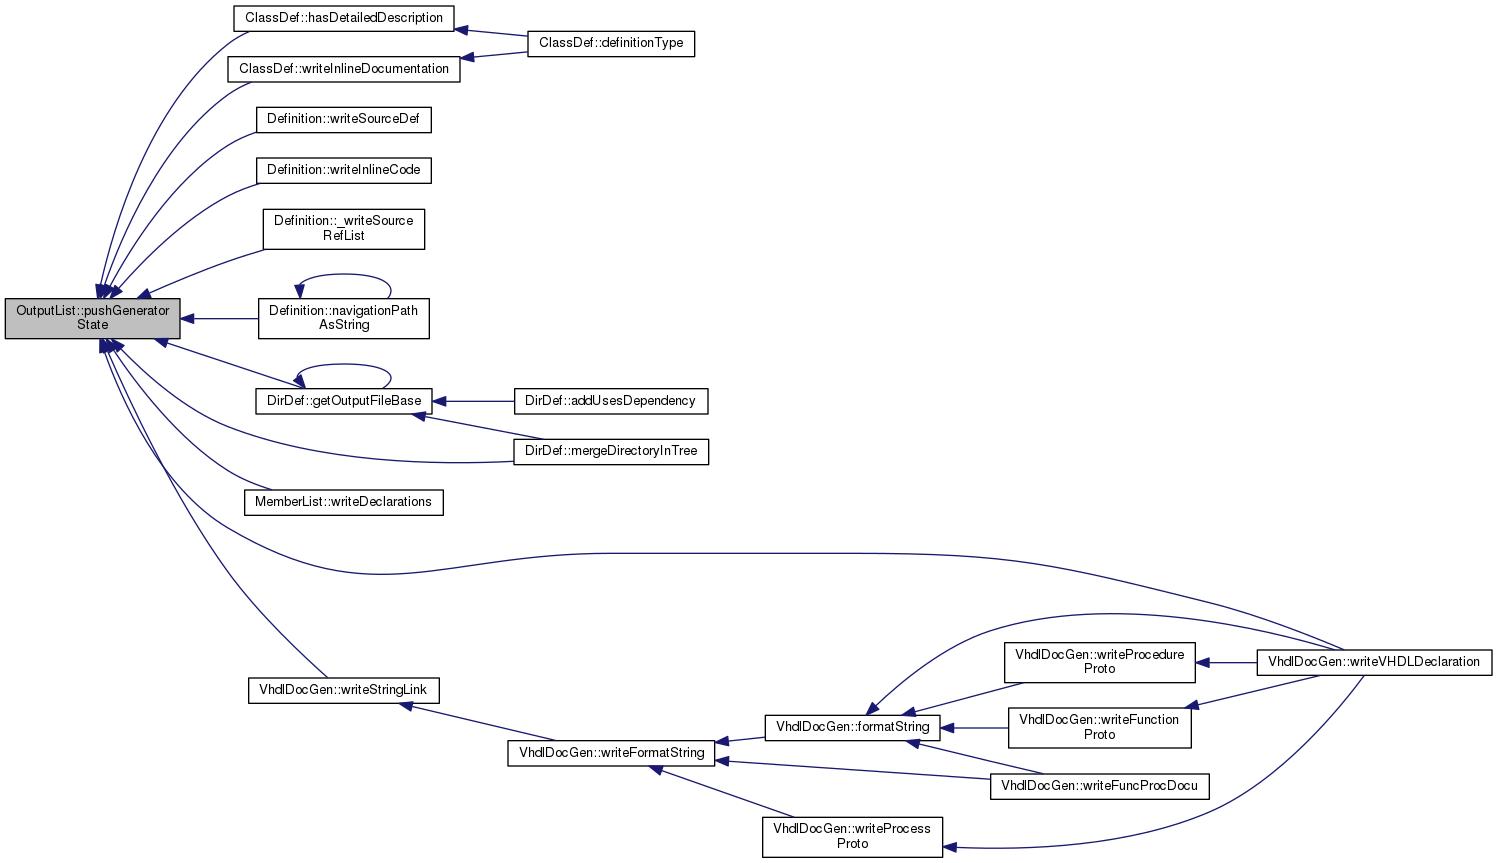 ClassDef::hasDetailedDescription
ClassDef::definitionType
ClassDef::writeInlineDocumentation
Definition::writeSourceDef
Definition::writeInlineCode
Definition::_writeSource
RefList
OutputList::pushGenerator
State
Definition::navigationPath
AsString
DirDef::getOutputFileBase
DirDef::addUsesDependency
DirDef::mergeDirectoryInTree
MemberList::writeDeclarations
VhdlDocGen::writeStringLink
VhdlDocGen::writeFormatString
VhdlDocGen::formatString
VhdlDocGen::writeProcedure
Proto
VhdlDocGen::writeVHDLDeclaration
VhdlDocGen::writeFunction
Proto
VhdlDocGen::writeFuncProcDocu
VhdlDocGen::writeProcess
Proto